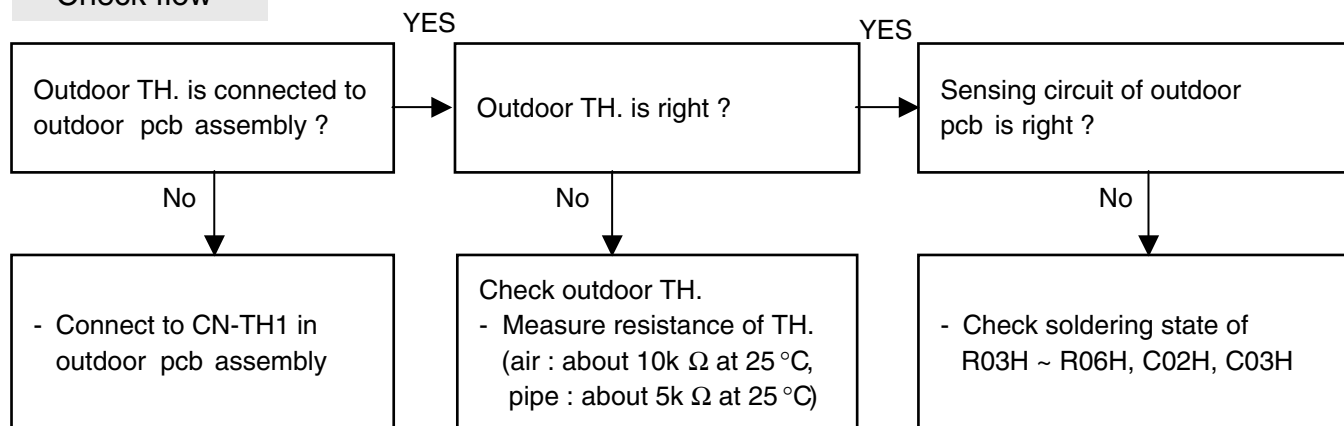 Check flow
YES
YES
Outdoor TH. is connected to
outdoor pcb assembly ?
Outdoor TH. is right ?
Sensing circuit of outdoor
pcb is right ?
No
No
No
- Connect to CN-TH1 in
outdoor pcb assembly
Check outdoor TH.
- Measure resistance of TH.
(air : about 10k Ω at 25 °C,
pipe : about 5k Ω at 25 °C)
- Check soldering state of
R03H ~ R06H, C02H, C03H